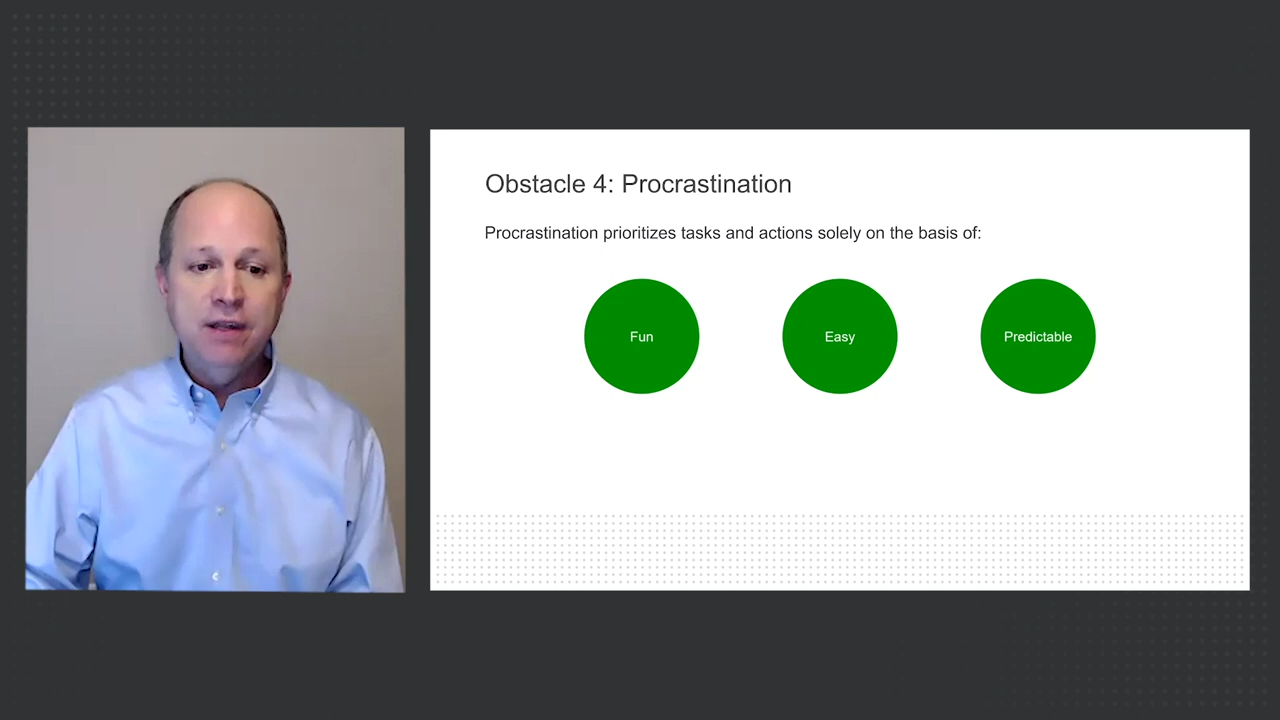 Obstacle 4: Procrastination
Procrastination prioritizes tasks and actions solely on the basis of:
Fun
Easy
Predictable